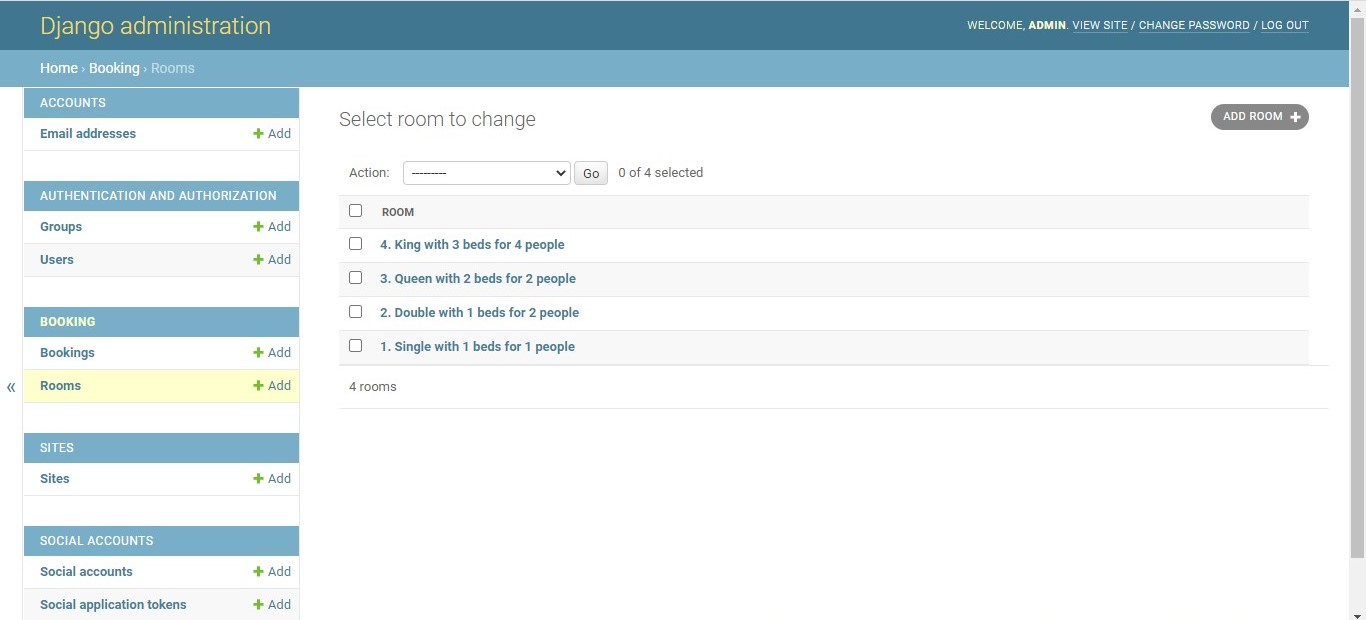 Django administration
WELCOME, ADMIN. VIEW SITE / CHANGE PASSWORD / LOG OUT
Home › Booking › Rooms
ACCOUNTS
Email addresses + Add
AUTHENTICATION AND AUTHORIZATION
Groups + Add
Users + Add
BOOKING
Bookings + Add
Rooms + Add
SITES
Sites + Add
SOCIAL ACCOUNTS
Social accounts + Add
Social application tokens + Add
«
Select room to change
ADD ROOM +
Action: --------- Go 0 of 4 selected
ROOM
4. King with 3 beds for 4 people
3. Queen with 2 beds for 2 people
2. Double with 1 beds for 2 people
1. Single with 1 beds for 1 people
4 rooms